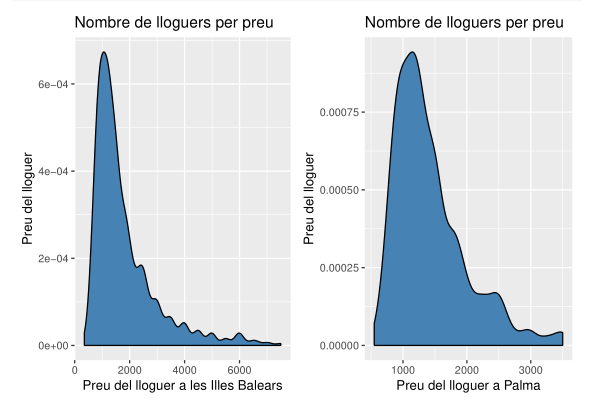 Nombre de lloguers per preu
Preu del lloguer
6e−04
4e−04
2e−04
0e+00
0
2000
4000
6000
Preu del lloguer a les Illes Balears
Nombre de lloguers per preu
Preu del lloguer
0.00075
0.00050
0.00025
0.00000
1000
2000
3000
Preu del lloguer a Palma